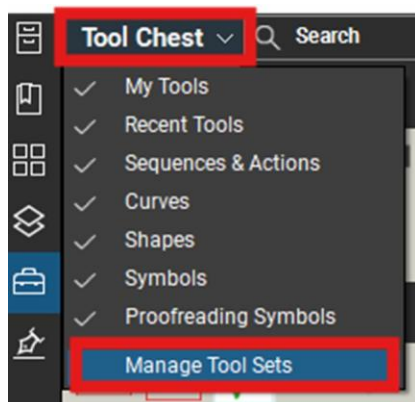 Tool Chest Search
My Tools
Recent Tools
Sequences & Actions
Curves
Shapes
Symbols
Proofreading Symbols
Manage Tool Sets